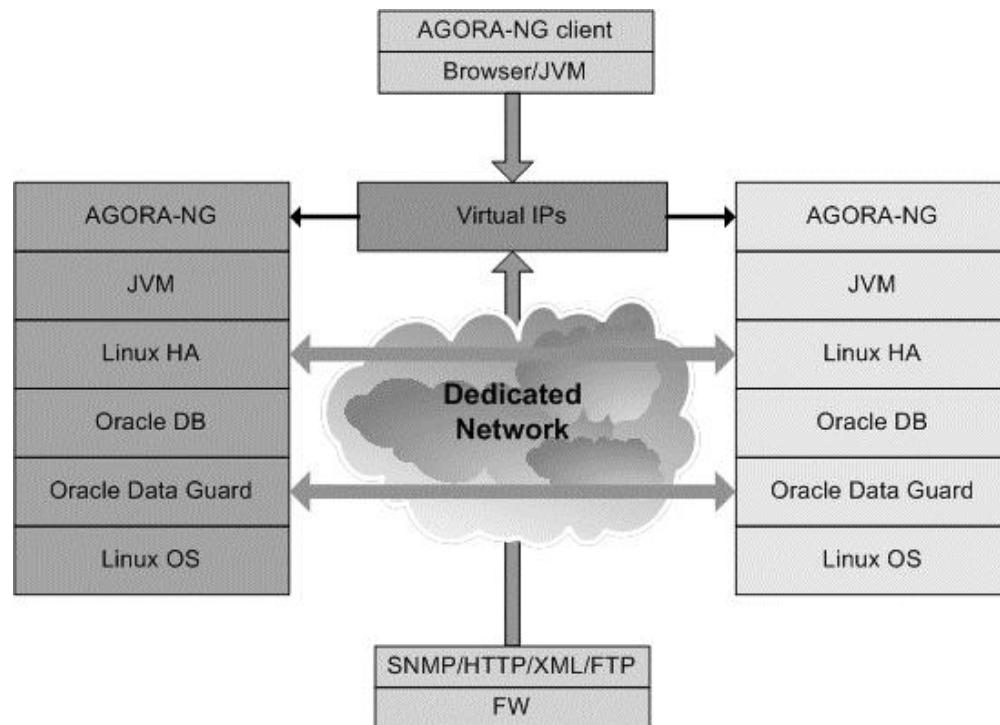 AGORA-NG client
Browser/JVM
AGORA-NG
Virtual IPs
AGORA-NG
JVM
JVM
Linux HA
Linux HA
Dedicated
Network
Oracle DB
Oracle DB
Oracle Data Guard
Oracle Data Guard
Linux OS
Linux OS
SNMP/HTTP/XML/FTP
FW